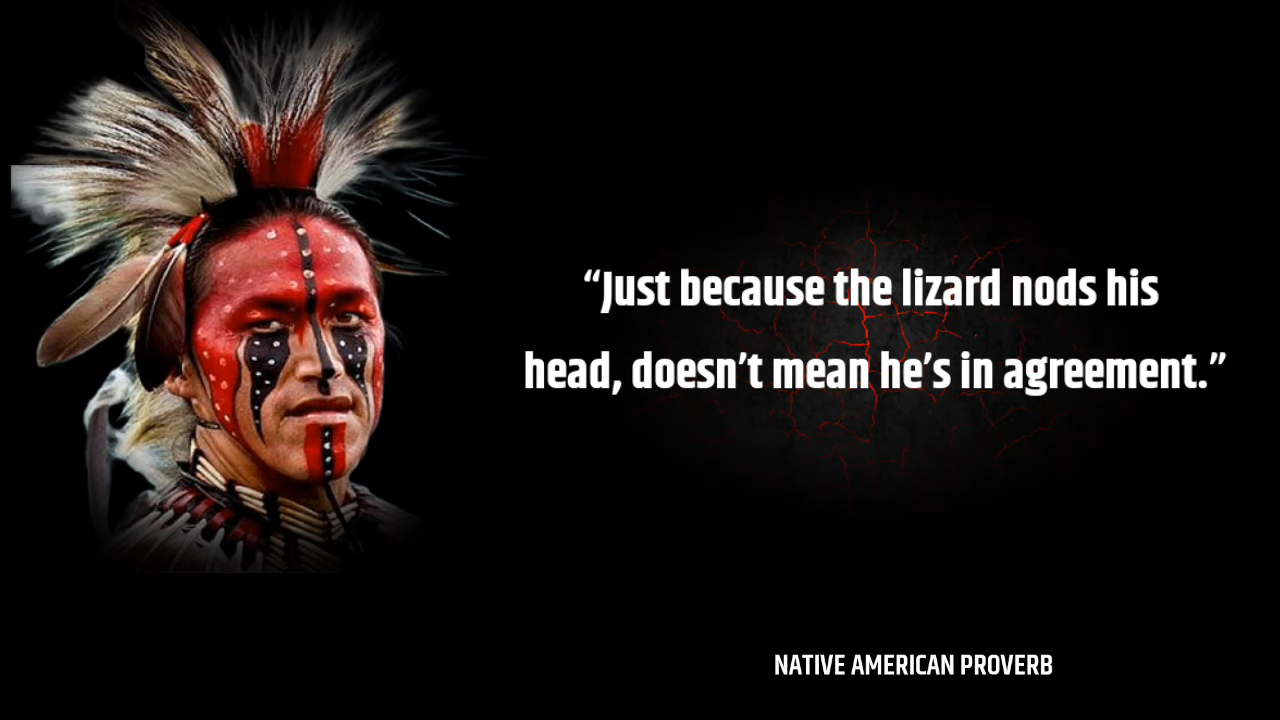 “Just because the lizard nods his
head, doesn’t mean he’s in agreement.”
NATIVE AMERICAN PROVERB